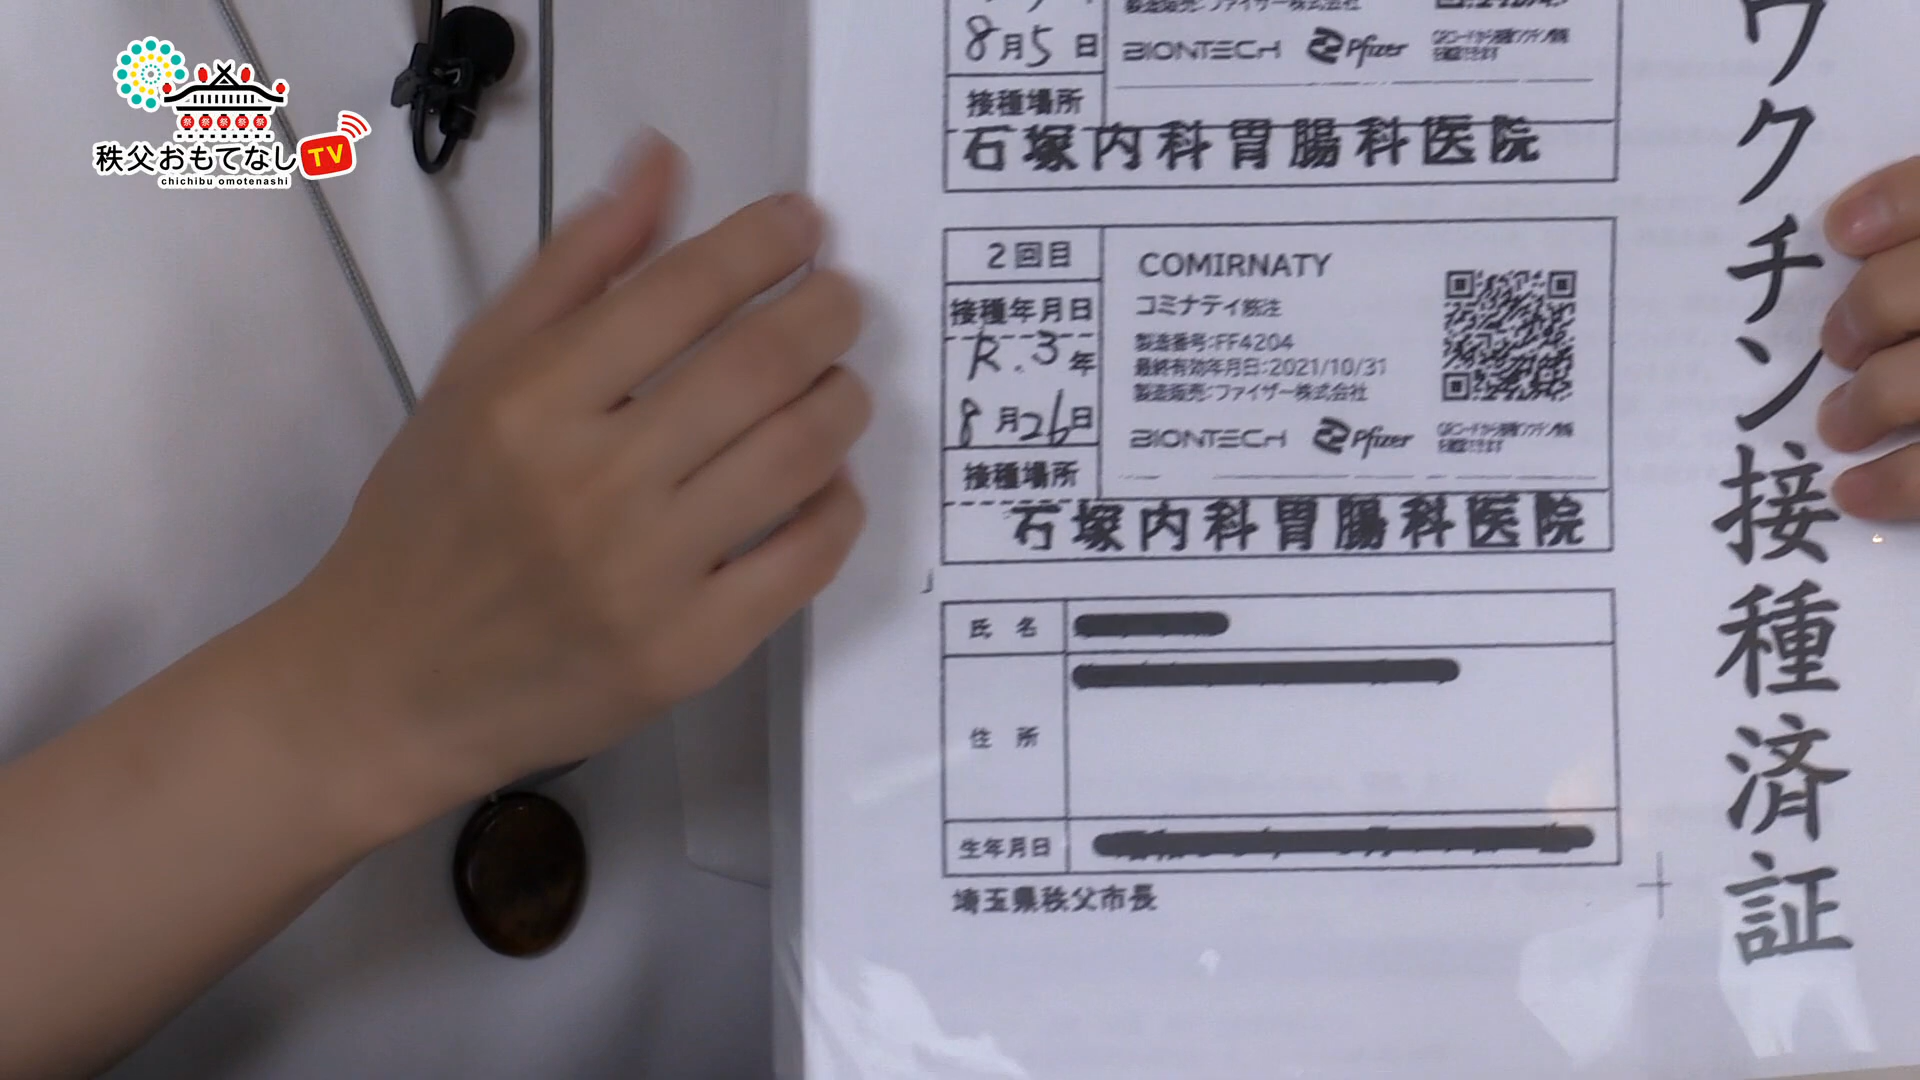 秩父おもてなしTV
chichibu omotenashi
8月5日
接種場所
BIONTECH Pfizer
石塚内科胃腸科医院
2回目
接種年月日
R.3年
8月26日
接種場所
COMIRNATY
コミナティ筋注
製造番号:FF4204
最終有効年月日:2021/10/31
製造販売:ファイザー株式会社
BIONTECH Pfizer
石塚内科胃腸科医院
氏名
住所
生年月日
埼玉県秩父市長
ワクチン接種済証